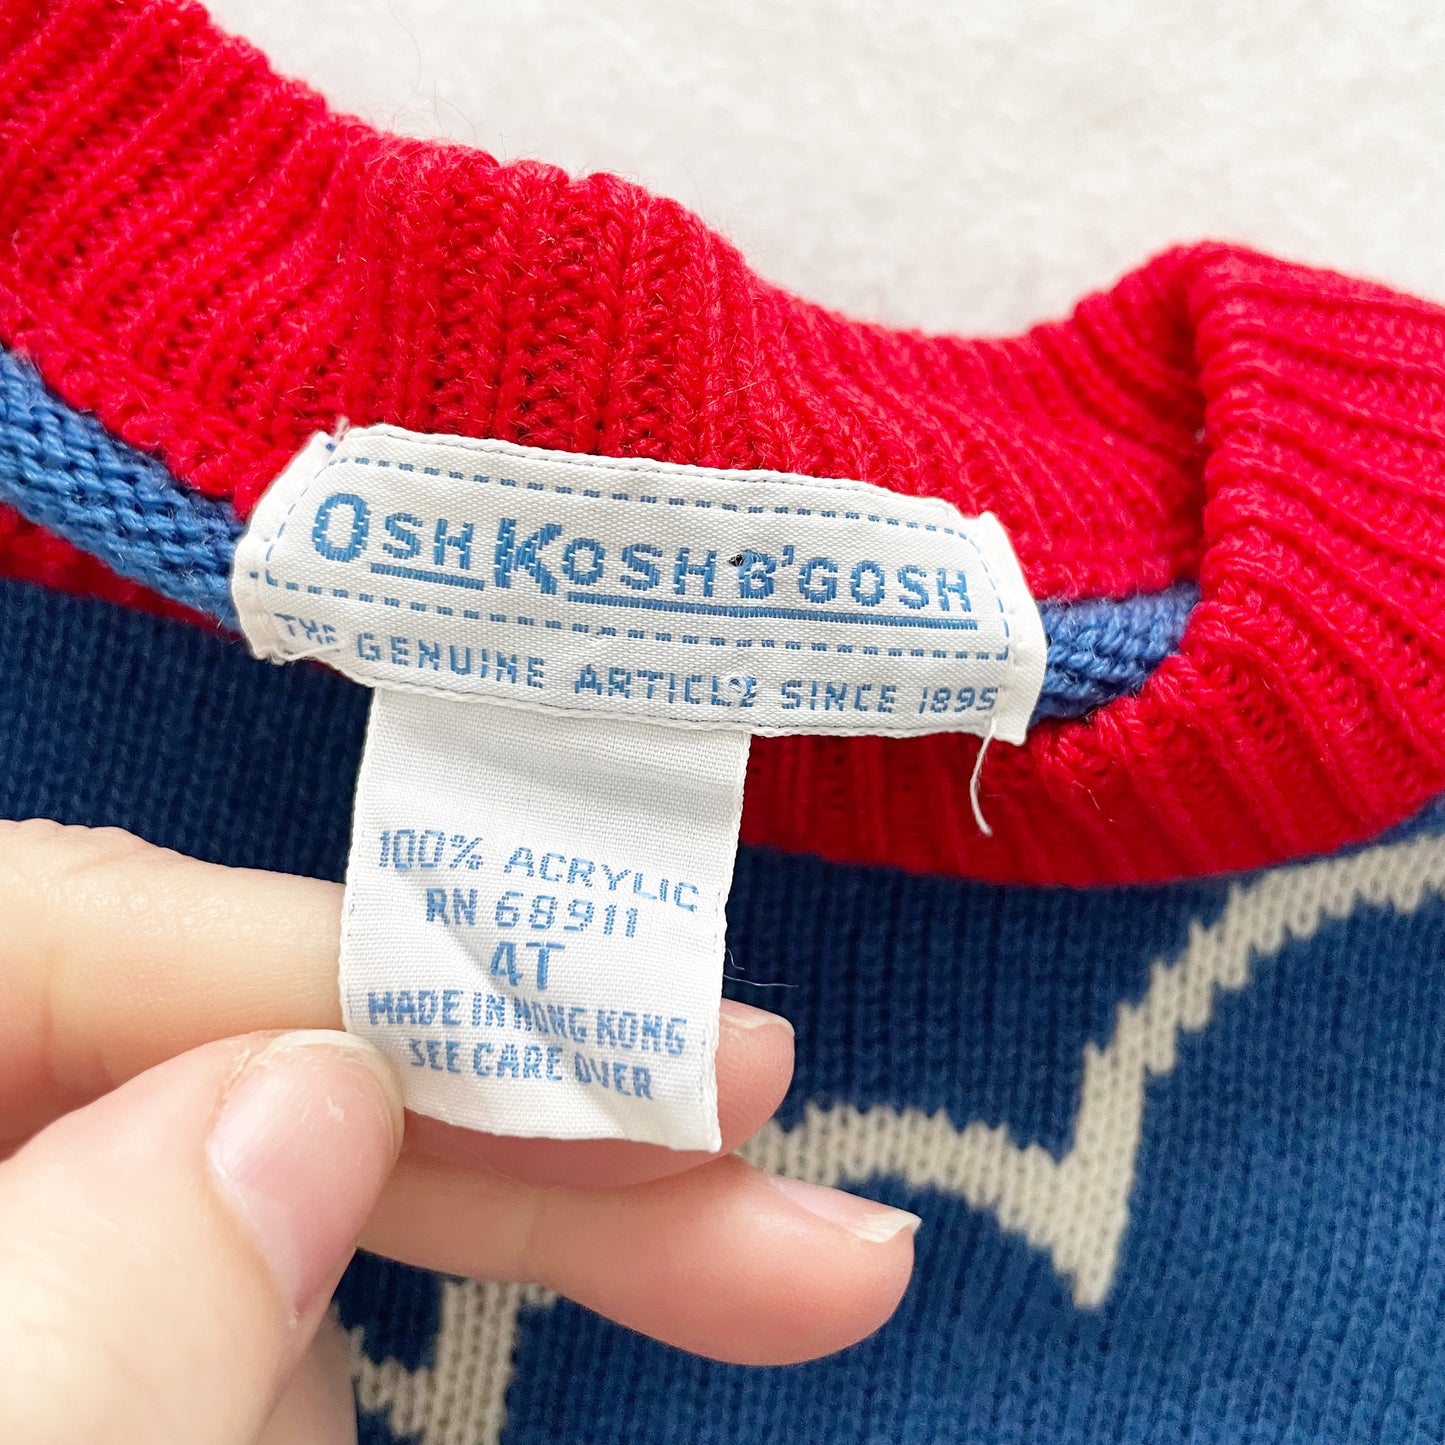 OSHKOSH B'GOSH
THE GENUINE ARTICLE SINCE 1895
100% ACRYLIC
RN 68911
4T
MADE IN HONG KONG
SEE CARE OVER